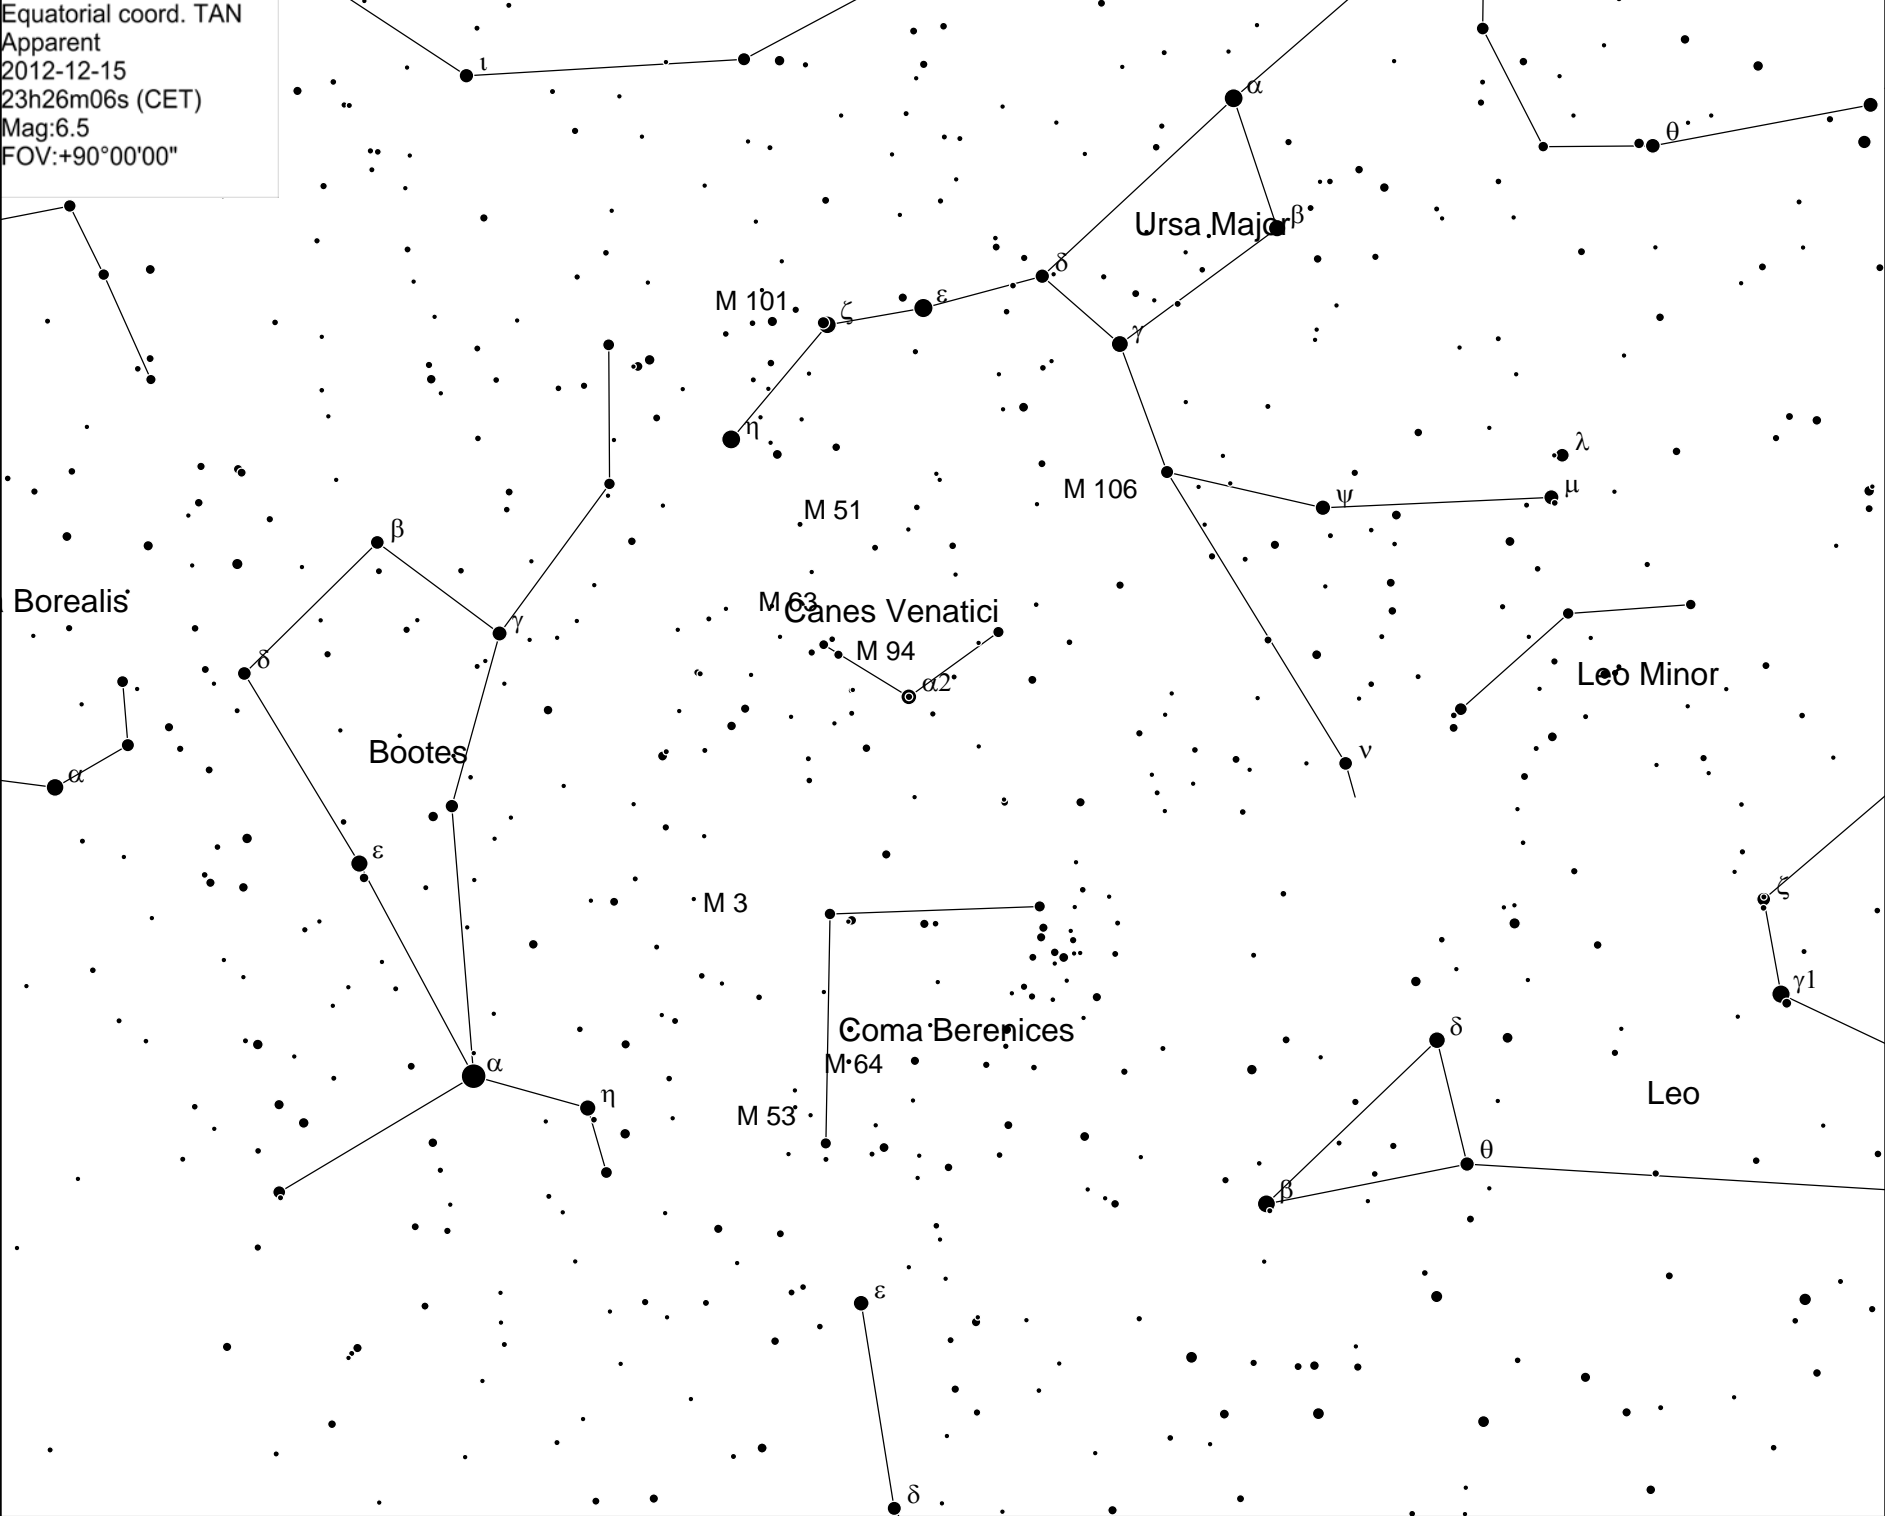 Equatorial coord. TAN
Apparent
2012-12-15
23h26m06s (CET)
Mag:6.5
FOV:+90°00'00"
ι
α
θ
Ursa Major
β
δ
M 101
ζ
ε
γ
η
λ
M 106
ψ
μ
M 51
β
Borealis
M 63
Canes Venatici
γ
M 94
δ
α2
Leo Minor
Bootes
ν
α
ε
ζ
M 3
γ1
Coma Berenices
δ
M 64
α
Leo
η
M 53
θ
β
ε
δ